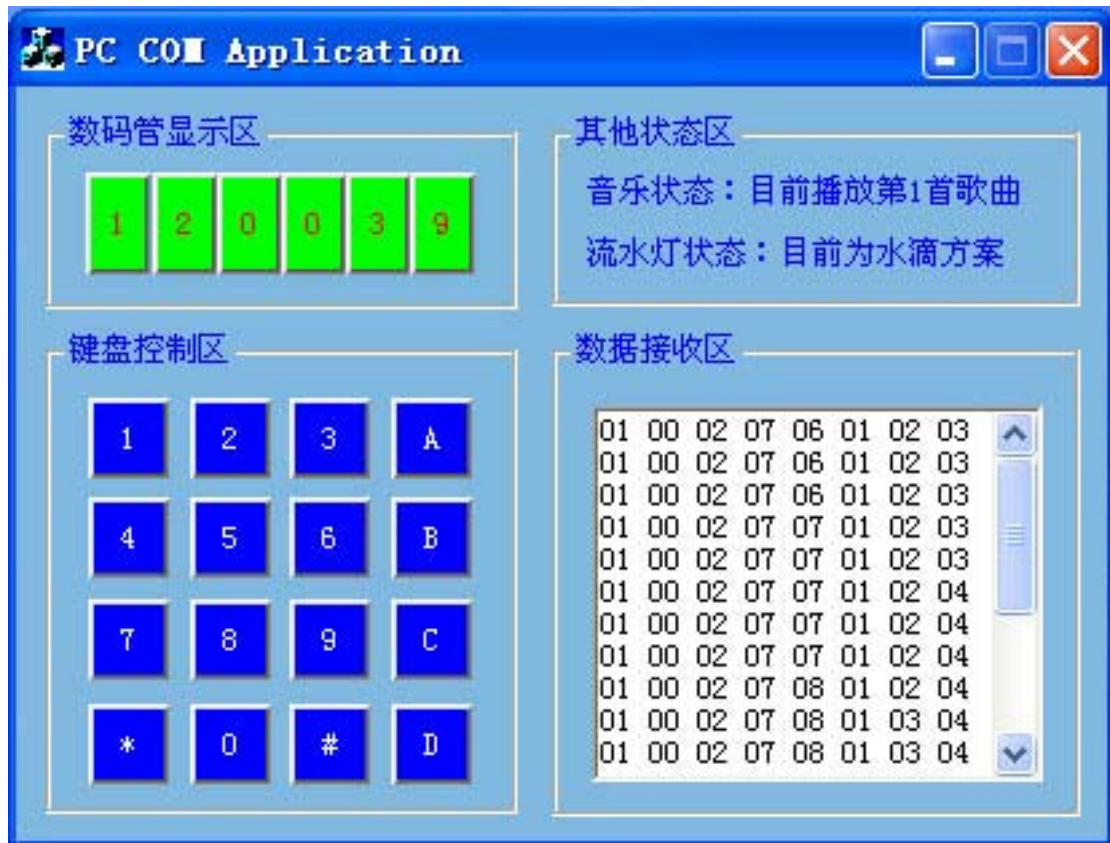 PC COM Application
数码管显示区
1 2 0 0 3 9
其他状态区
音乐状态：目前播放第1首歌曲
流水灯状态：目前为水滴方案
键盘控制区
1 2 3 A
4 5 6 B
7 8 9 C
* 0 # D
数据接收区
01 00 02 07 06 01 02 03
01 00 02 07 06 01 02 03
01 00 02 07 06 01 02 03
01 00 02 07 07 01 02 03
01 00 02 07 07 01 02 03
01 00 02 07 07 01 02 04
01 00 02 07 07 01 02 04
01 00 02 07 07 01 02 04
01 00 02 07 08 01 02 04
01 00 02 07 08 01 03 04
01 00 02 07 08 01 03 04